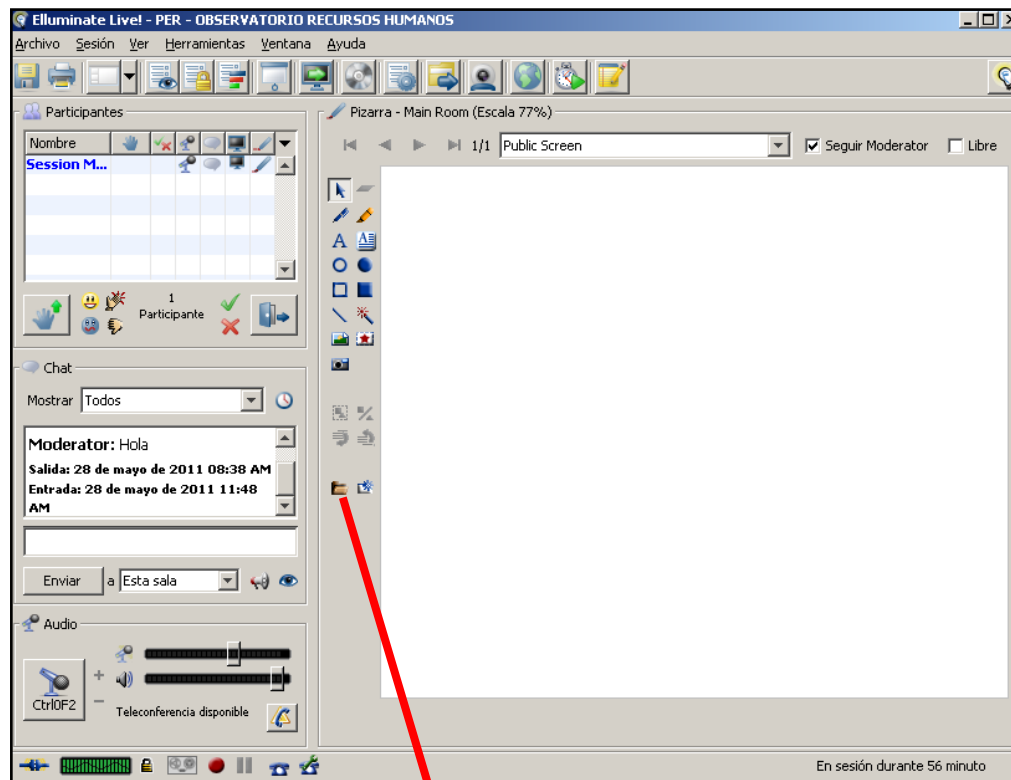 Elluminate Live! - PER - OBSERVATORIO RECURSOS HUMANOS
Archivo Sesión Ver Herramientas Ventana Ayuda
Participantes
Nombre
Session M...
1
Participante
Chat
Mostrar Todos
Moderator: Hola
Salida: 28 de mayo de 2011 08:38 AM
Entrada: 28 de mayo de 2011 11:48
AM
Enviar a Esta sala
Audio
Ctrl0F2
Teleconferencia disponible
Pizarra - Main Room (Escala 77%)
1/1 Public Screen Seguir Moderator Libre
A A
En sesión durante 56 minuto